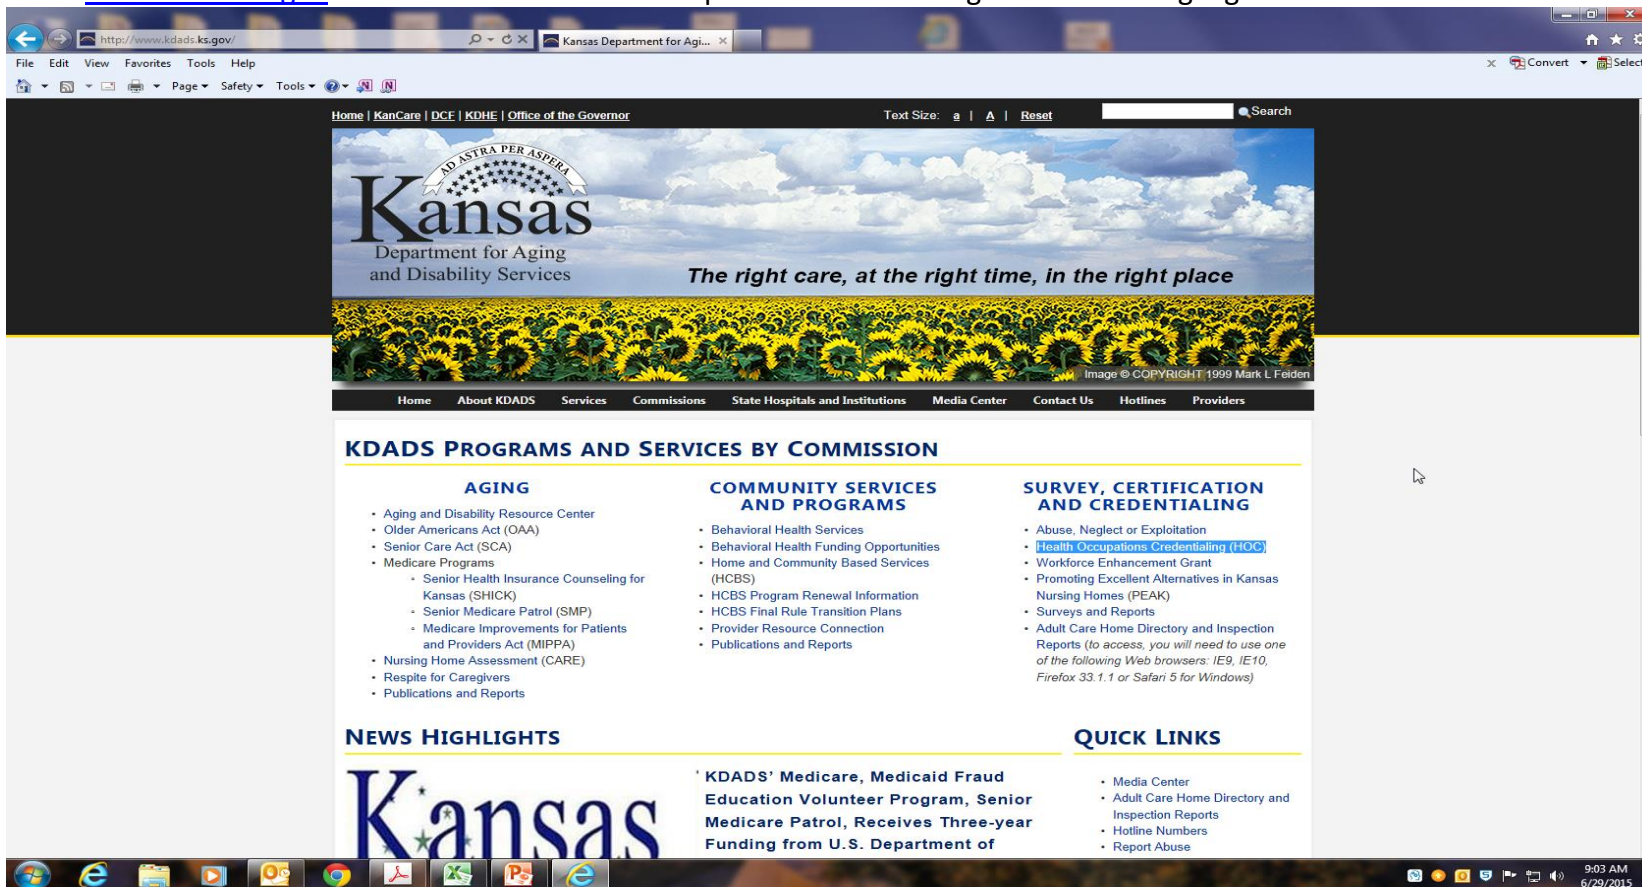 http://www.kdads.ks.gov/
Kansas Department for Agi...
File Edit View Favorites Tools Help
Convert Select
Page Safety Tools
Home | KanCare | DCF | KDHE | Office of the Governor
Text Size: a | A | Reset
Search
AD ASTRA PER ASPERA
Kansas
Department for Aging
and Disability Services
The right care, at the right time, in the right place
Image © COPYRIGHT 1999 Mark L Feiden
Home About KDADS Services Commissions State Hospitals and Institutions Media Center Contact Us Hotlines Providers
KDADS PROGRAMS AND SERVICES BY COMMISSION
AGING
• Aging and Disability Resource Center
• Older Americans Act (OAA)
• Senior Care Act (SCA)
• Medicare Programs
Senior Health Insurance Counseling for
Kansas (SHICK)
Senior Medicare Patrol (SMP)
Medicare Improvements for Patients
and Providers Act (MIPPA)
• Nursing Home Assessment (CARE)
• Respite for Caregivers
• Publications and Reports
COMMUNITY SERVICES
AND PROGRAMS
• Behavioral Health Services
• Behavioral Health Funding Opportunities
• Home and Community Based Services
(HCBS)
• HCBS Program Renewal Information
• HCBS Final Rule Transition Plans
• Provider Resource Connection
• Publications and Reports
SURVEY, CERTIFICATION
AND CREDENTIALING
• Abuse, Neglect or Exploitation
• Health Occupations Credentialing (HOC)
• Workforce Enhancement Grant
• Promoting Excellent Alternatives in Kansas
Nursing Homes (PEAK)
• Surveys and Reports
• Adult Care Home Directory and Inspection
Reports (to access, you will need to use one
of the following Web browsers: IE9, IE10,
Firefox 33.1.1 or Safari 5 for Windows)
NEWS HIGHLIGHTS
Kansas
KDADS' Medicare, Medicaid Fraud
Education Volunteer Program, Senior
Medicare Patrol, Receives Three-year
Funding from U.S. Department of
QUICK LINKS
• Media Center
• Adult Care Home Directory and
Inspection Reports
• Hotline Numbers
• Report Abuse
9:03 AM
6/29/2015